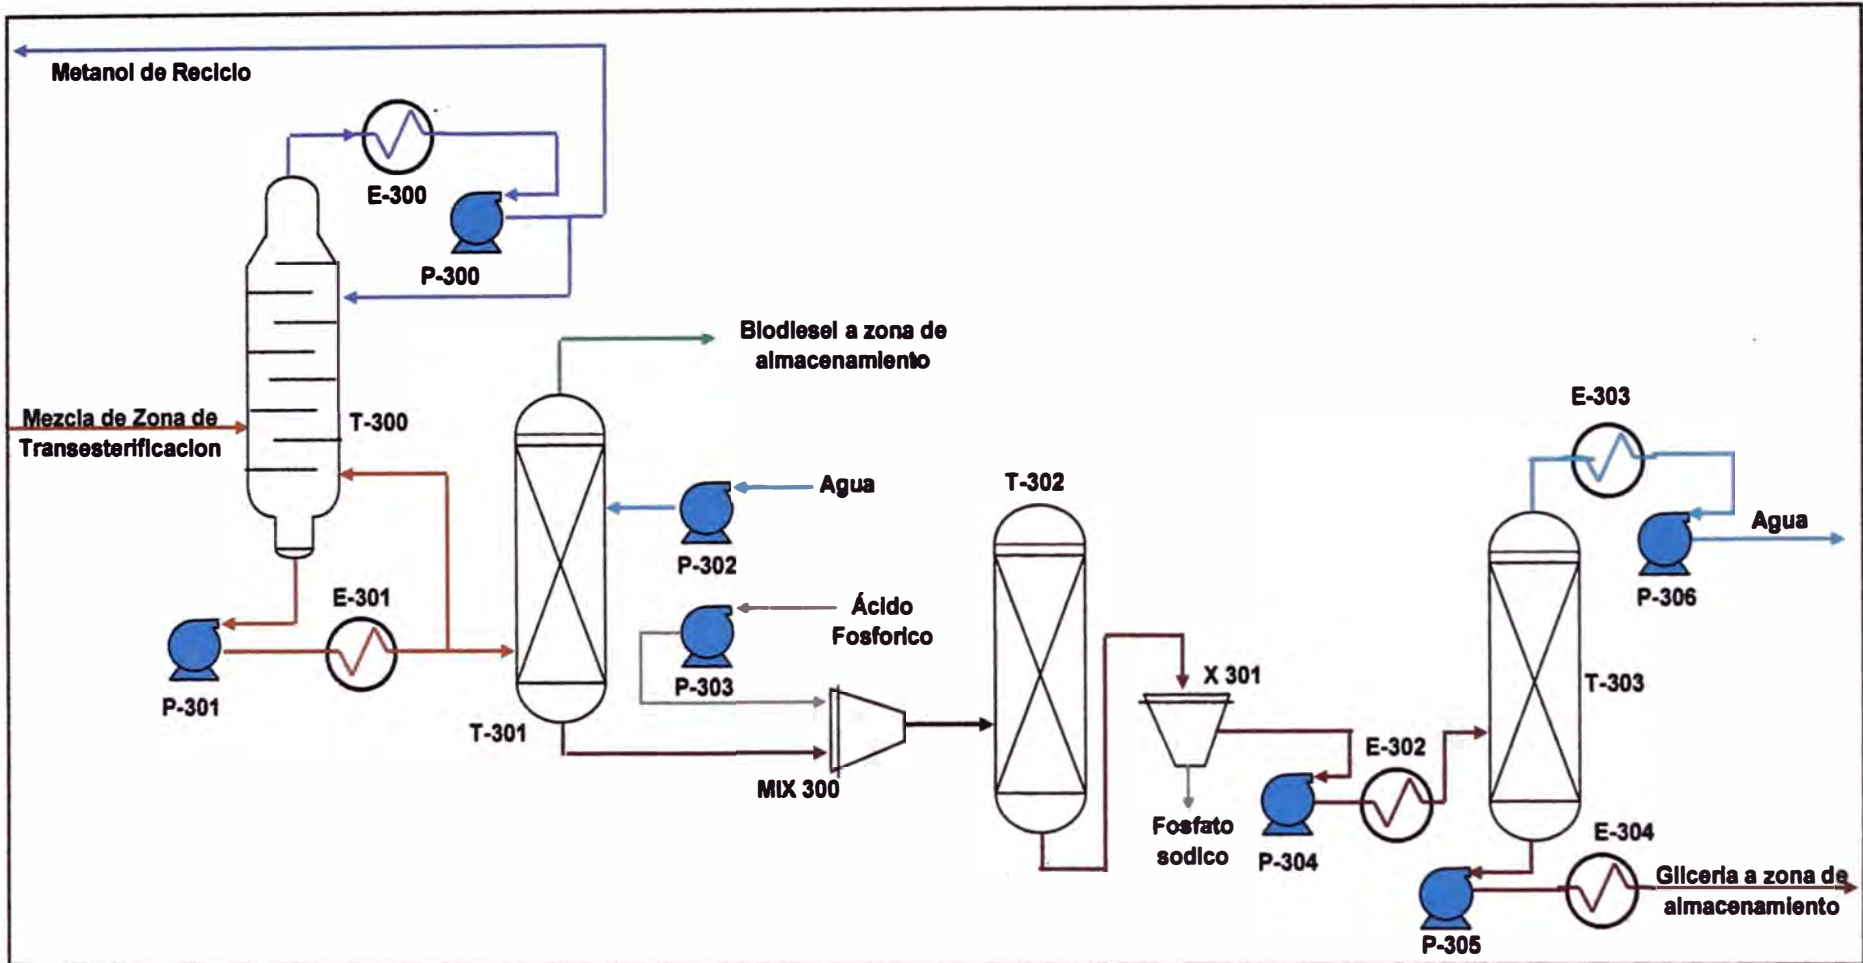 Metanol de Reciclo
E-300
P-300
Biodiesel a zona de
almacenamiento
Mezcla de Zona de
Transesterificacion
T-300
E-303
Agua
T-302
Agua
P-302
P-306
E-301
Ácido
Fosforico
P-301
P-303
X 301
T-303
T-301
E-302
MIX 300
Fosfato
sodico
P-304
E-304
Gliceria a zona de
almacenamiento
P-305